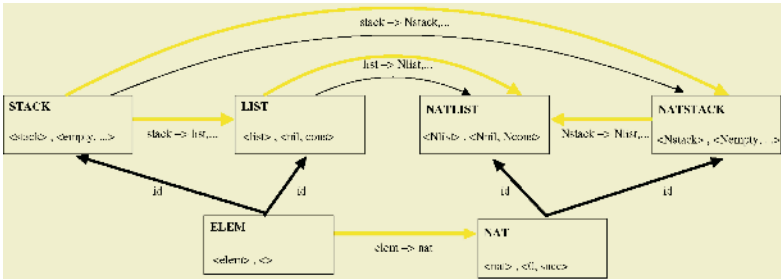 stack –> Nstack,...
list –> Nlist,...
STACK
LIST
NATLIST
NATSTACK
<stack> , <empty, ...>
stack –> list,...
<list> , <nil, cons>
<Nlist> , <Nnil, Ncons>
Nstack –> Nlist,...
<Nstack> , <Nempty, ...>
id
id
id
id
ELEM
NAT
<elem> , <>
elem –> nat
<nat> , <0, succ>